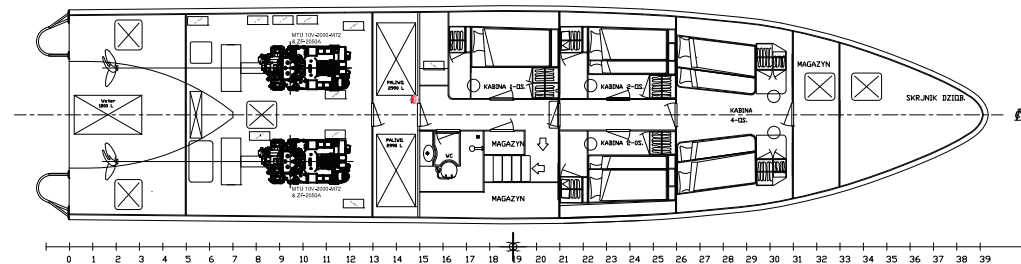 MTU 10V-2000-M72
& ZF-2050A
PALIWO
2990 L
KABINA 1-OS.
KABINA 2-OS.
MAGAZYN
Water
1800 L
KABINA
4-OS.
SKRJNIK DZIOB.
PALIWO
2990 L
WC
MAGAZYN
KABINA 2-OS.
MAGAZYN
MTU 10V-2000-M72
& ZF-2050A
0 1 2 3 4 5 6 7 8 9 10 11 12 13 14 15 16 17 18 19 20 21 22 23 24 25 26 27 28 29 30 31 32 33 34 35 36 37 38 39